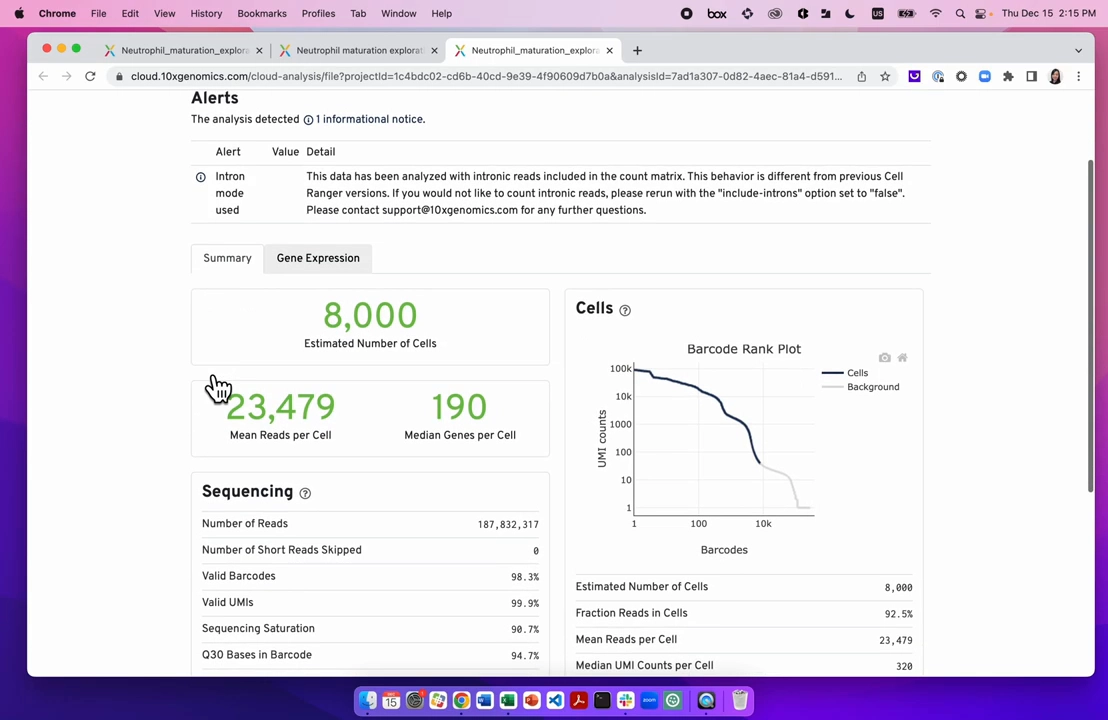 Chrome File Edit View History Bookmarks Profiles Tab Window Help
box US Thu Dec 15 2:15 PM
Neutrophil_maturation_explora Neutrophil maturation explorati Neutrophil_maturation_explora
cloud.10xgenomics.com/cloud-analysis/file?projectId=1c4bdc02-cd6b-40cd-9e39-4f90609d7b0a&analysisId=7ad1a307-0d82-4aec-81a4-d591...
Alerts
The analysis detected 1 informational notice.
Alert Value Detail
Intron mode used
This data has been analyzed with intronic reads included in the count matrix. This behavior is different from previous Cell
Ranger versions. If you would not like to count intronic reads, please rerun with the "include-introns" option set to "false".
Please contact support@10xgenomics.com for any further questions.
Summary Gene Expression
8,000
Estimated Number of Cells
23,479 190
Mean Reads per Cell Median Genes per Cell
Sequencing ?
Number of Reads 187,832,317
Number of Short Reads Skipped 0
Valid Barcodes 98.3%
Valid UMIs 99.9%
Sequencing Saturation 90.7%
Q30 Bases in Barcode 94.7%
Cells ?
Barcode Rank Plot
Cells
Background
UMI counts
100k
10k
1000
100
10
1
1 100 10k
Barcodes
Estimated Number of Cells 8,000
Fraction Reads in Cells 92.5%
Mean Reads per Cell 23,479
Median UMI Counts per Cell 320
DEC
15
zoom